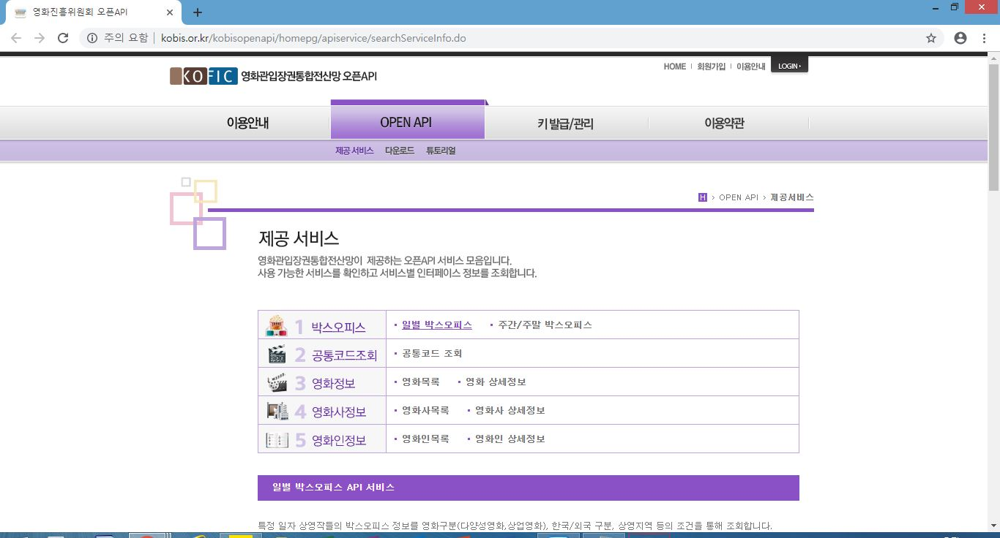 영화진흥위원회 오픈API
주의 요함 | kobis.or.kr/kobisopenapi/homepg/apiservice/searchServiceInfo.do
KOFIC 영화관입장권통합전산망 오픈API
HOME | 회원가입 | 이용안내 LOGIN
이용안내 OPEN API 키 발급/관리 이용약관
제공 서비스 다운로드 튜토리얼
H > OPEN API > 제공서비스
제공 서비스
영화관입장권통합전산망이 제공하는 오픈API 서비스 모음입니다.
사용 가능한 서비스를 확인하고 서비스별 인터페이스 정보를 조회합니다.
1 박스오피스 · 일별 박스오피스 · 주간/주말 박스오피스
2 공통코드조회 · 공통코드 조회
3 영화정보 · 영화목록 · 영화 상세정보
4 영화사정보 · 영화사목록 · 영화사 상세정보
5 영화인정보 · 영화인목록 · 영화인 상세정보
일별 박스오피스 API 서비스
특정 일자 상영작들의 박스오피스 정보를 영화구분(다양성영화,상업영화), 한국/외국 구분, 상영지역 등의 조건을 통해 조회합니다.